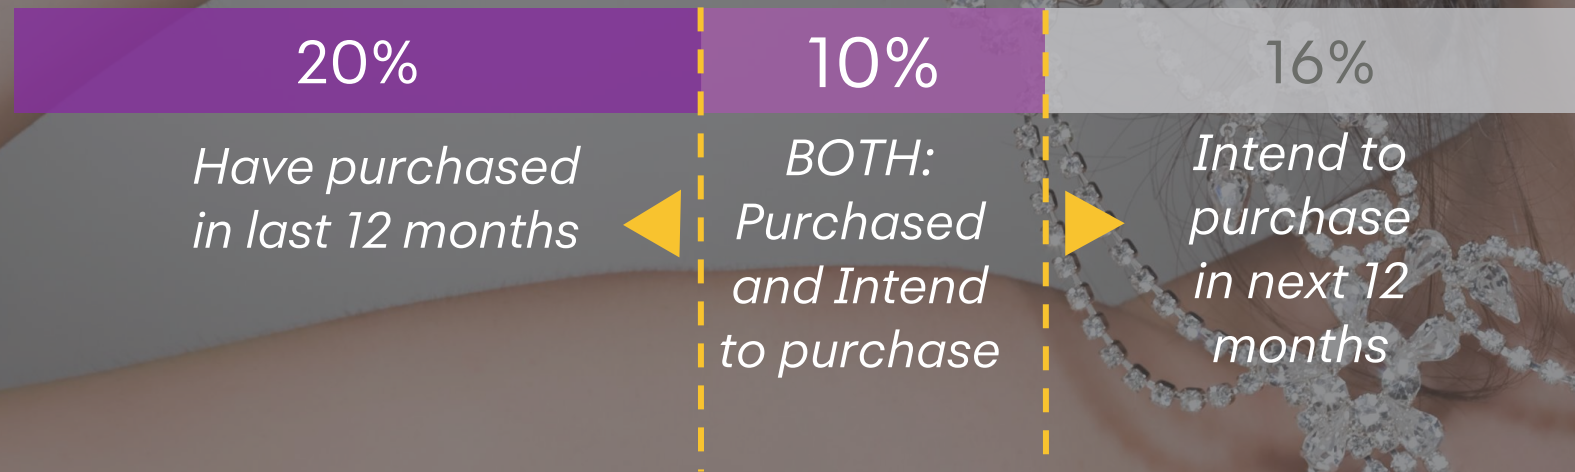 20%
10%
16%
Have purchased
in last 12 months
BOTH:
Purchased
and Intend
to purchase
Intend to
purchase
in next 12
months